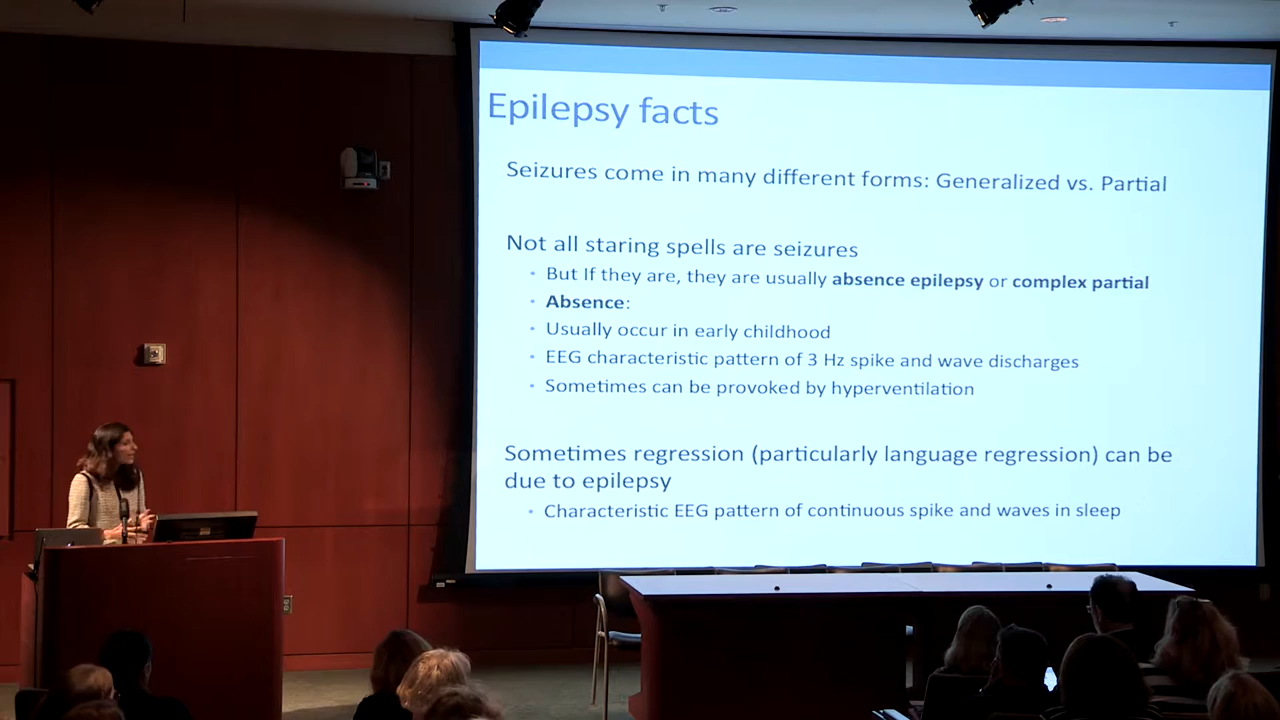 Epilepsy facts
Seizures come in many different forms: Generalized vs. Partial
Not all staring spells are seizures
• But If they are, they are usually absence epilepsy or complex partial
• Absence:
• Usually occur in early childhood
• EEG characteristic pattern of 3 Hz spike and wave discharges
• Sometimes can be provoked by hyperventilation
Sometimes regression (particularly language regression) can be
due to epilepsy
• Characteristic EEG pattern of continuous spike and waves in sleep